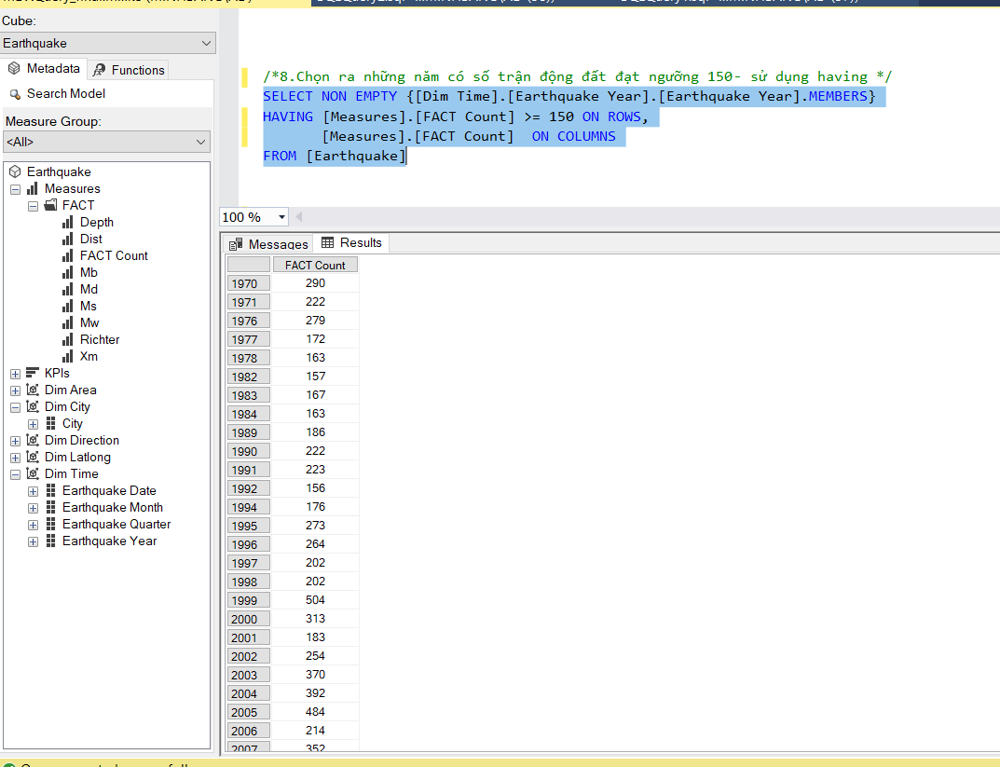 Cube:
Earthquake
Metadata
Functions
Search Model
Measure Group:
<All>
Earthquake
Measures
FACT
Depth
Dist
FACT Count
Mb
Md
Ms
Mw
Richter
Xm
KPIs
Dim Area
Dim City
City
Dim Direction
Dim Latlong
Dim Time
Earthquake Date
Earthquake Month
Earthquake Quarter
Earthquake Year
/*8.Chọn ra những năm có số trận động đất đạt ngưỡng 150- sử dụng having */
SELECT NON EMPTY {[Dim Time].[Earthquake Year].[Earthquake Year].MEMBERS}
HAVING [Measures].[FACT Count] >= 150 ON ROWS,
[Measures].[FACT Count] ON COLUMNS
FROM [Earthquake]
100 %
Messages
Results
FACT Count
1970 290
1971 222
1976 279
1977 172
1978 163
1982 157
1983 167
1984 163
1989 186
1990 222
1991 223
1992 156
1994 176
1995 273
1996 264
1997 202
1998 202
1999 504
2000 313
2001 183
2002 254
2003 370
2004 392
2005 484
2006 214
2007 352